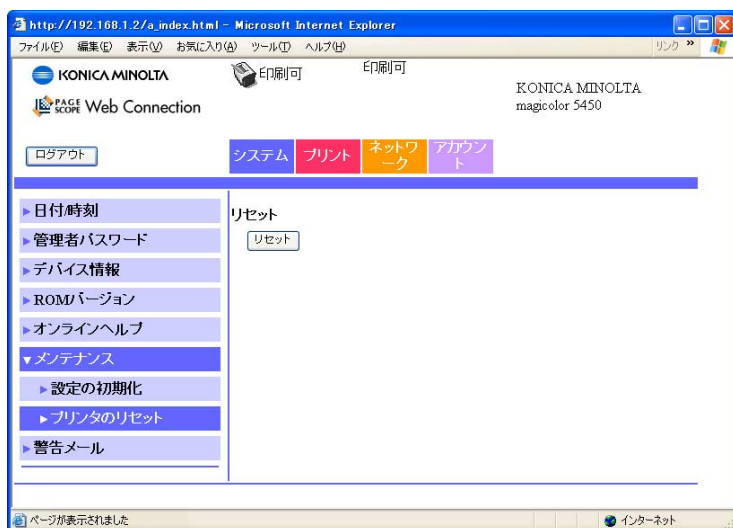 http://192.168.1.2/a_index.html - Microsoft Internet Explorer
ファイル(F) 編集(E) 表示(V) お気に入り(A) ツール(T) ヘルプ(H) リンク »
KONICA MINOLTA
印刷可
印刷可
KONICA MINOLTA
magicolor 5450
PAGE SCOPE Web Connection
ログアウト
システム
プリント
ネットワーク
アカウント
日付/時刻
管理者パスワード
デバイス情報
ROMバージョン
オンラインヘルプ
メンテナンス
設定の初期化
プリンタのリセット
警告メール
リセット
リセット
ページが表示されました
インターネット